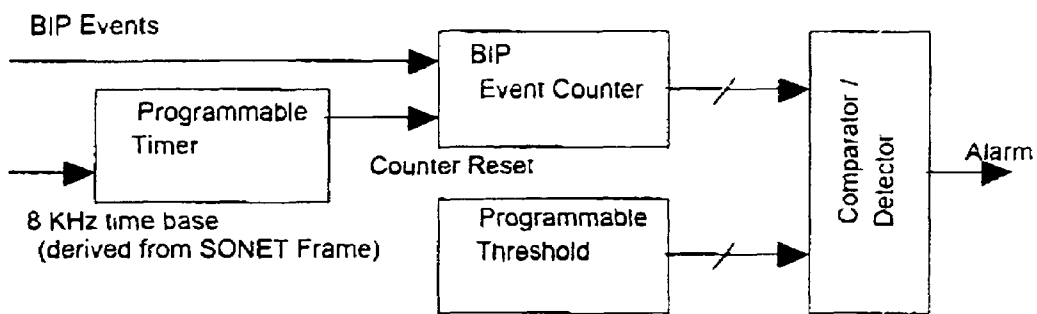 BIP Events
BIP
Event Counter
Programmable
Timer
Counter Reset
8 KHz time base
(derived from SONET Frame)
Programmable
Threshold
Comparator /
Detector
Alarm